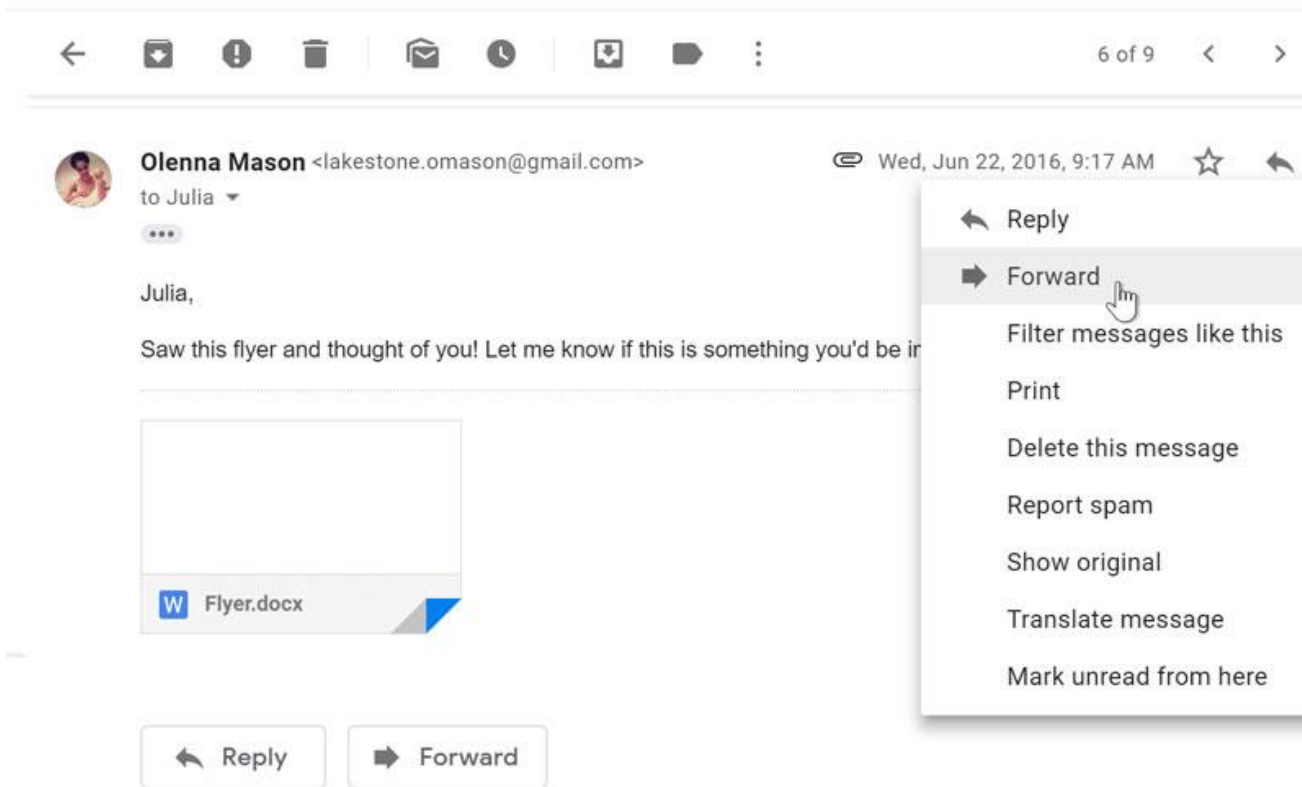 6 of 9
Olenna Mason <lakestone.omason@gmail.com> Wed, Jun 22, 2016, 9:17 AM
to Julia
Julia,
Saw this flyer and thought of you! Let me know if this is something you'd be
Reply
Forward
Filter messages like this
Print
Delete this message
Report spam
Show original
Translate message
Mark unread from here
W Flyer.docx
Reply Forward